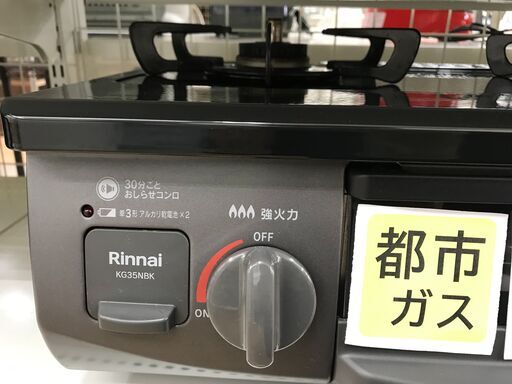 30分ごと
おしらせコンロ
単3形 アルカリ乾電池×2
強火力
OFF
Rinnai
KG35NBK
ON
都市
ガス